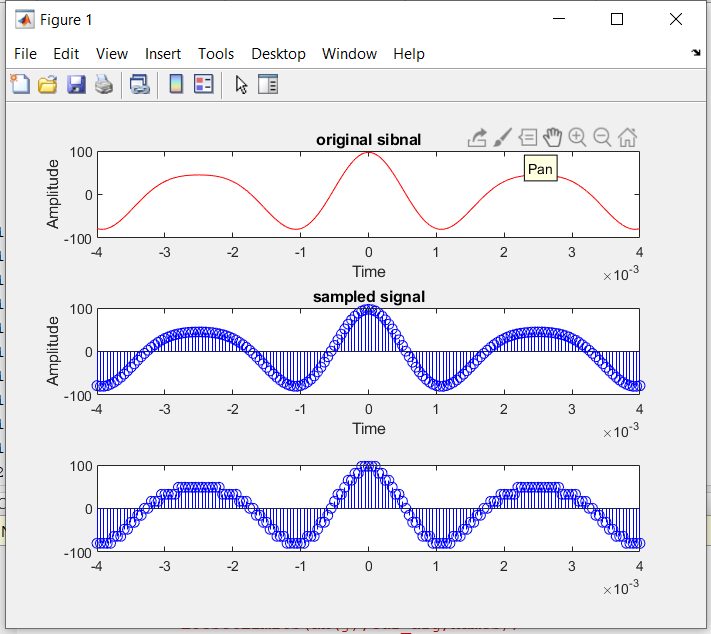 Figure 1
File Edit View Insert Tools Desktop Window Help
original sibnal
Pan
Amplitude
100
0
-100
-4 -3 -2 -1 0 1 2 3 4
Time
×10-3
sampled signal
Amplitude
100
0
-100
-4 -3 -2 -1 0 1 2 3 4
Time
×10-3
100
0
-100
-4 -3 -2 -1 0 1 2 3 4
×10-3